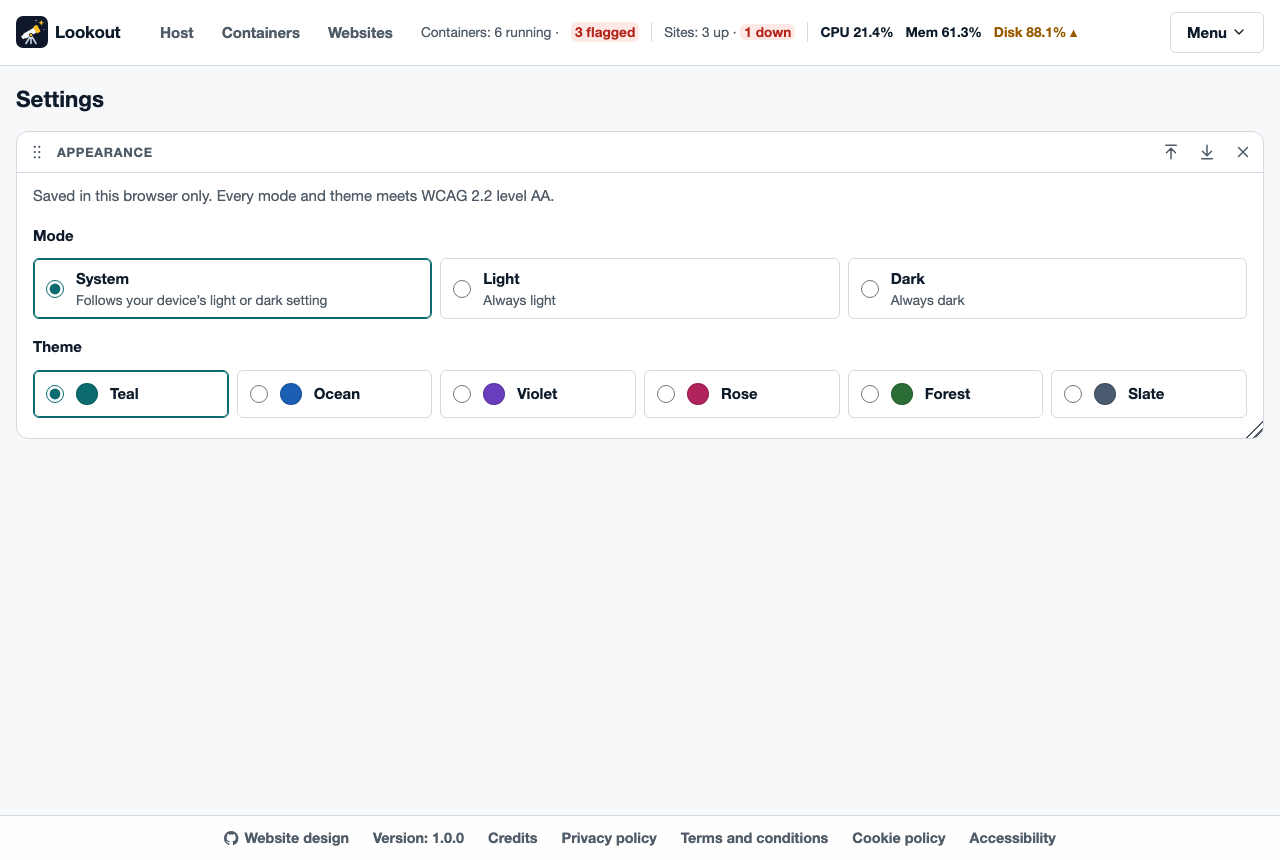 Lookout
Host
Containers
Websites
Containers: 6 running · 3 flagged
Sites: 3 up · 1 down
CPU 21.4% Mem 61.3% Disk 88.1% ▲
Menu
Settings
APPEARANCE
Saved in this browser only. Every mode and theme meets WCAG 2.2 level AA.
Mode
System
Follows your device’s light or dark setting
Light
Always light
Dark
Always dark
Theme
Teal
Ocean
Violet
Rose
Forest
Slate
Website design
Version: 1.0.0
Credits
Privacy policy
Terms and conditions
Cookie policy
Accessibility